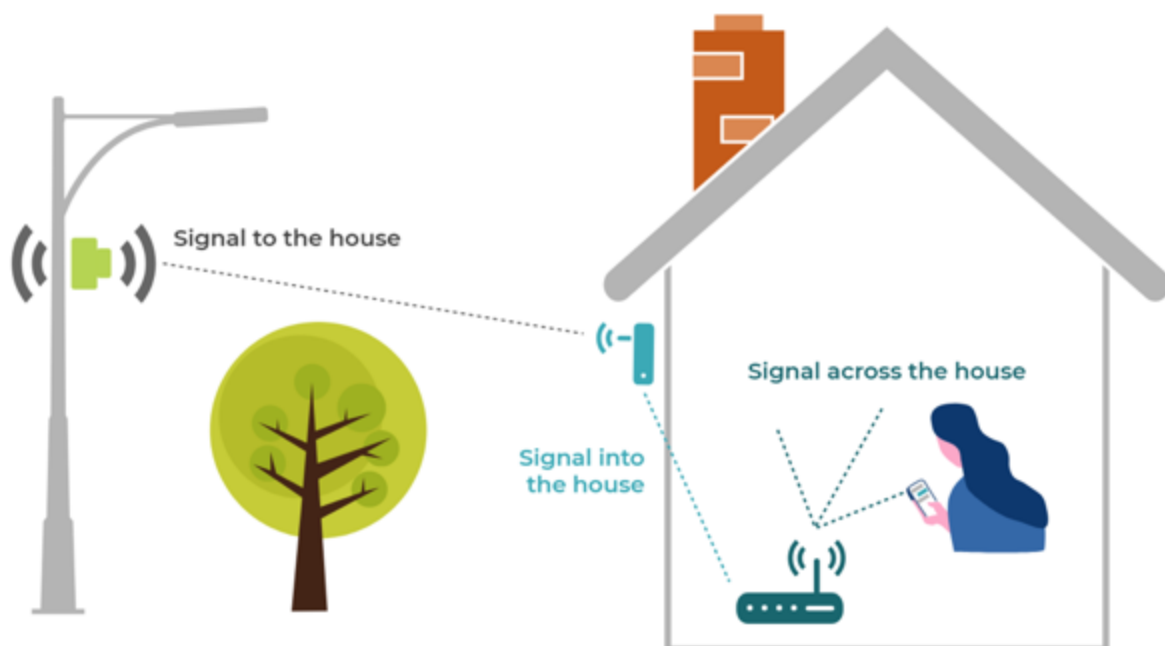 Signal to the house
Signal across the house
Signal into
the house